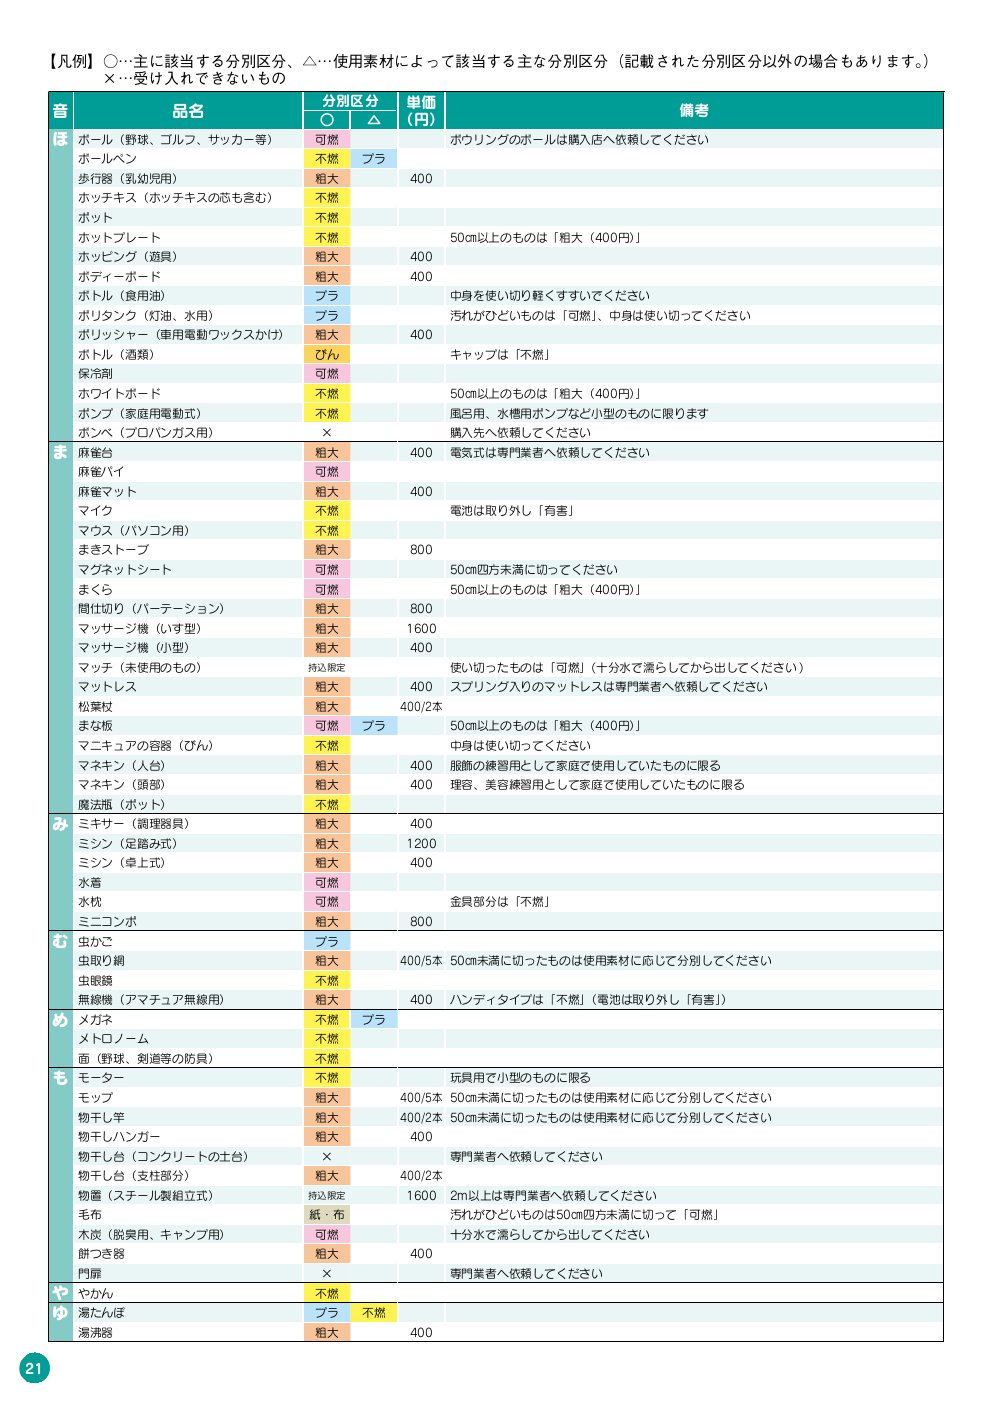 【凡例】○…主に該当する分別区分、△…使用素材によって該当する主な分別区分（記載された分別区分以外の場合もあります。）
×…受け入れできないもの
音 品名 分別区分 ○ △ 単価（円） 備考
ほ ボール（野球、ゴルフ、サッカー等） 可燃 ボウリングのボールは購入店へ依頼してください
ボールペン 不燃 プラ
歩行器（乳幼児用） 粗大 400
ホッチキス（ホッチキスの芯も含む） 不燃
ポット 不燃
ホットプレート 不燃 50㎝以上のものは「粗大（400円）」
ホッピング（遊具） 粗大 400
ボディーボード 粗大 400
ボトル（食用油） プラ 中身を使い切り軽くすすいでください
ポリタンク（灯油、水用） プラ 汚れがひどいものは「可燃」、中身は使い切ってください
ポリッシャー（車用電動ワックスかけ） 粗大 400
ボトル（酒類） びん キャップは「不燃」
保冷剤 可燃
ホワイトボード 不燃 50㎝以上のものは「粗大（400円）」
ポンプ（家庭用電動式） 不燃 風呂用、水槽用ポンプなど小型のものに限ります
ボンベ（プロパンガス用） × 購入先へ依頼してください
ま 麻雀台 粗大 400 電気式は専門業者へ依頼してください
麻雀パイ 可燃
麻雀マット 粗大 400
マイク 不燃 電池は取り外し「有害」
マウス（パソコン用） 不燃
まきストーブ 粗大 800
マグネットシート 可燃 50㎝四方未満に切ってください
まくら 可燃 50㎝以上のものは「粗大（400円）」
間仕切り（パーテーション） 粗大 800
マッサージ機（いす型） 粗大 1600
マッサージ機（小型） 粗大 400
マッチ（未使用のもの） 持込限定 使い切ったものは「可燃」（十分水で濡らしてから出してください）
マットレス 粗大 400 スプリング入りのマットレスは専門業者へ依頼してください
松葉杖 粗大 400/2本
まな板 可燃 プラ 50㎝以上のものは「粗大（400円）」
マニキュアの容器（びん） 不燃 中身は使い切ってください
マネキン（人台） 粗大 400 服飾の練習用として家庭で使用していたものに限る
マネキン（頭部） 粗大 400 理容、美容練習用として家庭で使用していたものに限る
魔法瓶（ポット） 不燃
み ミキサー（調理器具） 粗大 400
ミシン（足踏み式） 粗大 1200
ミシン（卓上式） 粗大 400
水着 可燃
水枕 可燃 金具部分は「不燃」
ミニコンポ 粗大 800
む 虫かご プラ
虫取り網 粗大 400/5本 50㎝未満に切ったものは使用素材に応じて分別してください
虫眼鏡 不燃
無線機（アマチュア無線用） 粗大 400 ハンディタイプは「不燃」（電池は取り外し「有害」）
め メガネ 不燃 プラ
メトロノーム 不燃
面（野球、剣道等の防具） 不燃
も モーター 不燃 玩具用で小型のものに限る
モップ 粗大 400/5本 50㎝未満に切ったものは使用素材に応じて分別してください
物干し竿 粗大 400/2本 50㎝未満に切ったものは使用素材に応じて分別してください
物干しハンガー 粗大 400
物干し台（コンクリートの土台） × 専門業者へ依頼してください
物干し台（支柱部分） 粗大 400/2本
物置（スチール製組立式） 持込限定 1600 2m以上は専門業者へ依頼してください
毛布 紙・布 汚れがひどいものは50㎝四方未満に切って「可燃」
木炭（脱臭用、キャンプ用） 可燃 十分水で濡らしてから出してください
餅つき器 粗大 400
門扉 × 専門業者へ依頼してください
や やかん 不燃
ゆ 湯たんぽ プラ 不燃
湯沸器 粗大 400
21